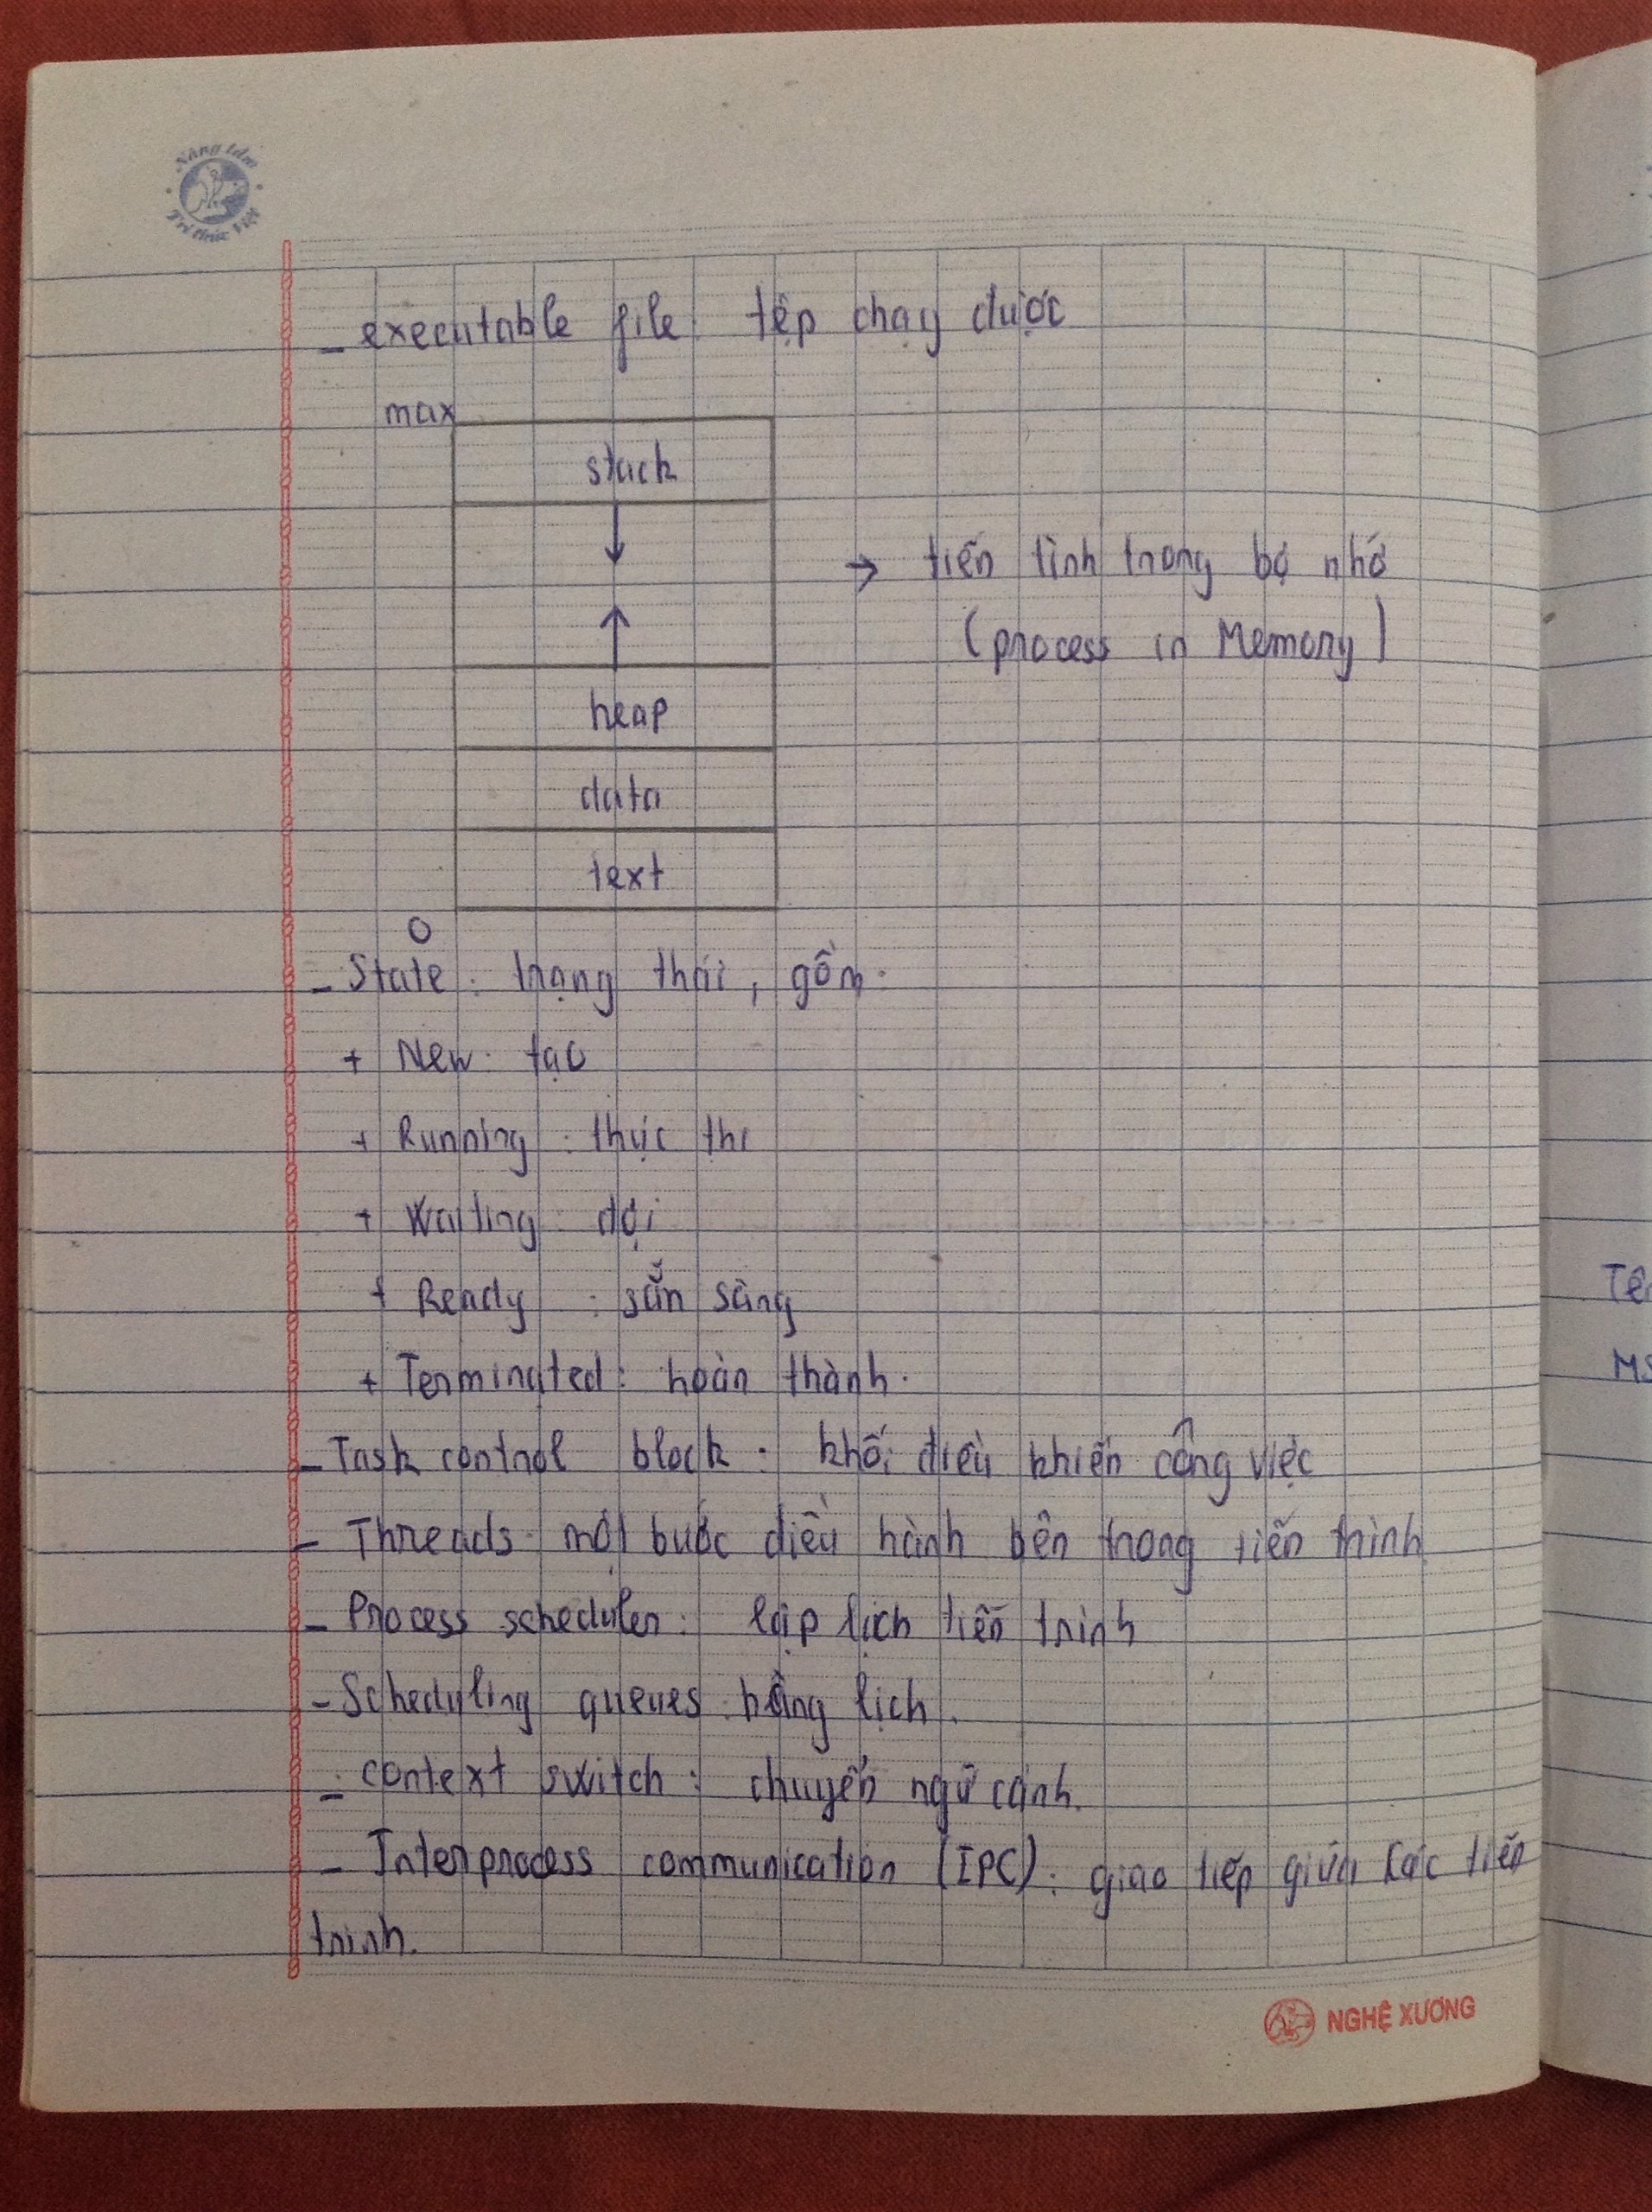 Nâng tầm
Tri thức Việt
- executable file: tệp chạy được
max
stack
→ tiến tình trong bộ nhớ
(process in Memory)
heap
data
text
0
- State: trạng thái, gồm:
+ New: tạo
+ Running: thực thi
+ Waiting: đợi
+ Ready: sẵn sàng
+ Terminated: hoàn thành.
- Task control block: khối điều khiển công việc
- Threads: một bước điều hành bên trong tiến trình
- Process scheduler: lập lịch tiến trình
- Scheduling queues: hàng lịch.
- context switch: chuyển ngữ cảnh.
- Interprocess communication (IPC): giao tiếp giữa các tiến
trình.
NGHỆ XƯƠNG